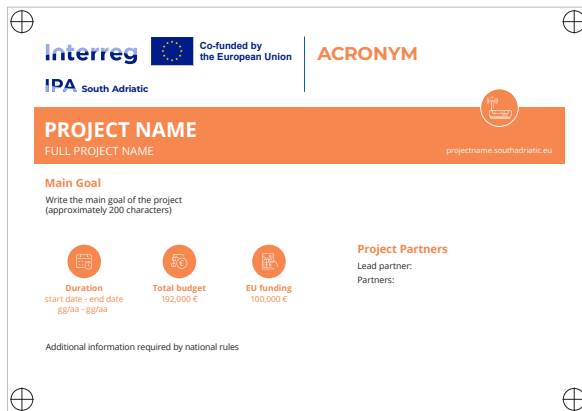 Interreg
Co-funded by
the European Union
ACRONYM
IPA South Adriatic
PROJECT NAME
FULL PROJECT NAME
projectname.southadriatic.eu
Main Goal
Write the main goal of the project
(approximately 200 characters)
Duration
start date - end date
gg/aa - gg/aa
Total budget
192,000 €
EU funding
100,000 €
Project Partners
Lead partner:
Partners:
Additional information required by national rules